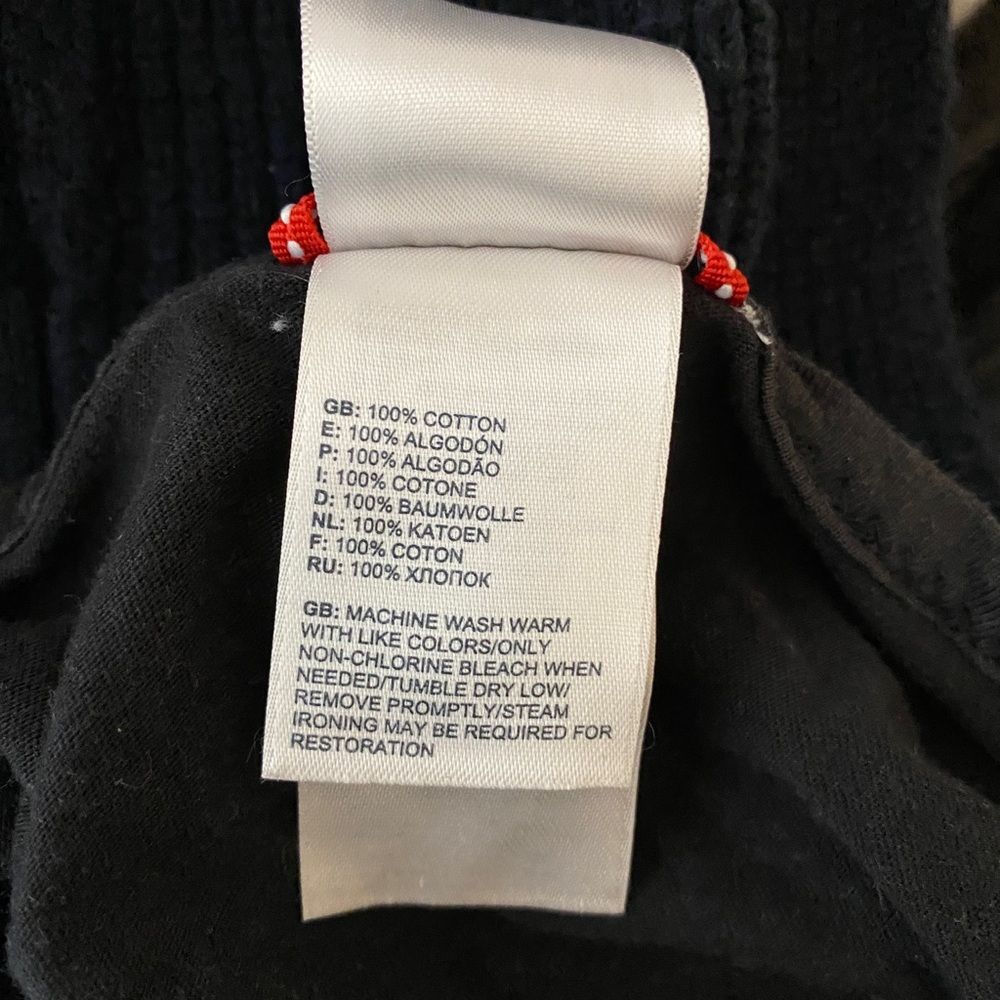 GB: 100% COTTON
E: 100% ALGODÓN
P: 100% ALGODÃO
I: 100% COTONE
D: 100% BAUMWOLLE
NL: 100% KATOEN
F: 100% COTON
RU: 100% ХЛОПОК
GB: MACHINE WASH WARM
WITH LIKE COLORS/ONLY
NON-CHLORINE BLEACH WHEN
NEEDED/TUMBLE DRY LOW/
REMOVE PROMPTLY/STEAM
IRONING MAY BE REQUIRED FOR
RESTORATION